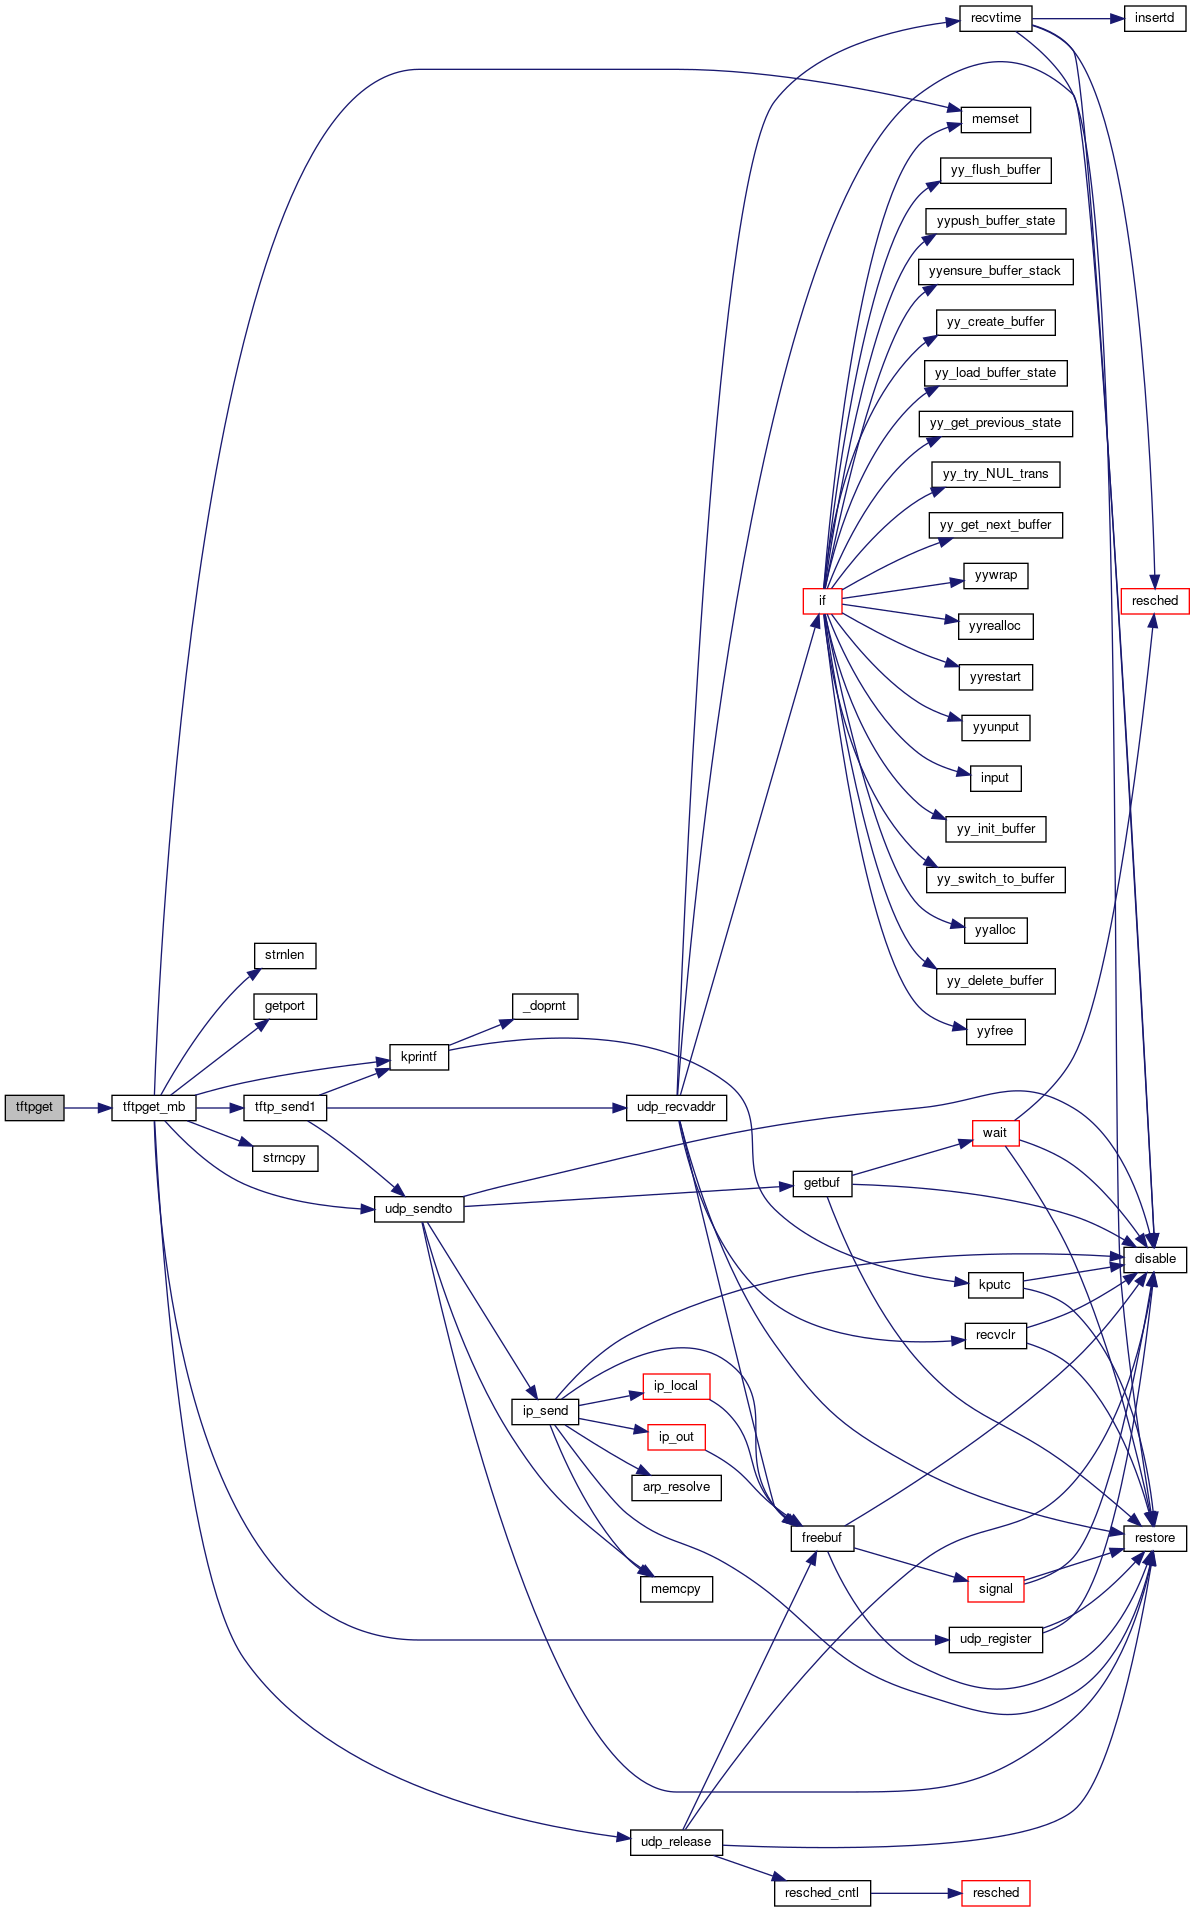 recvtime
insertd
memset
yy_flush_buffer
yypush_buffer_state
yyensure_buffer_stack
yy_create_buffer
yy_load_buffer_state
yy_get_previous_state
yy_try_NUL_trans
yy_get_next_buffer
yywrap
if
resched
yyrealloc
yyrestart
yyunput
input
yy_init_buffer
yy_switch_to_buffer
yyalloc
strnlen
yy_delete_buffer
getport
_doprnt
yyfree
kprintf
tftpget
tftpget_mb
tftp_send1
udp_recvaddr
wait
strncpy
getbuf
udp_sendto
disable
kputc
recvclr
ip_local
ip_send
ip_out
arp_resolve
freebuf
restore
memcpy
signal
udp_register
udp_release
resched_cntl
resched